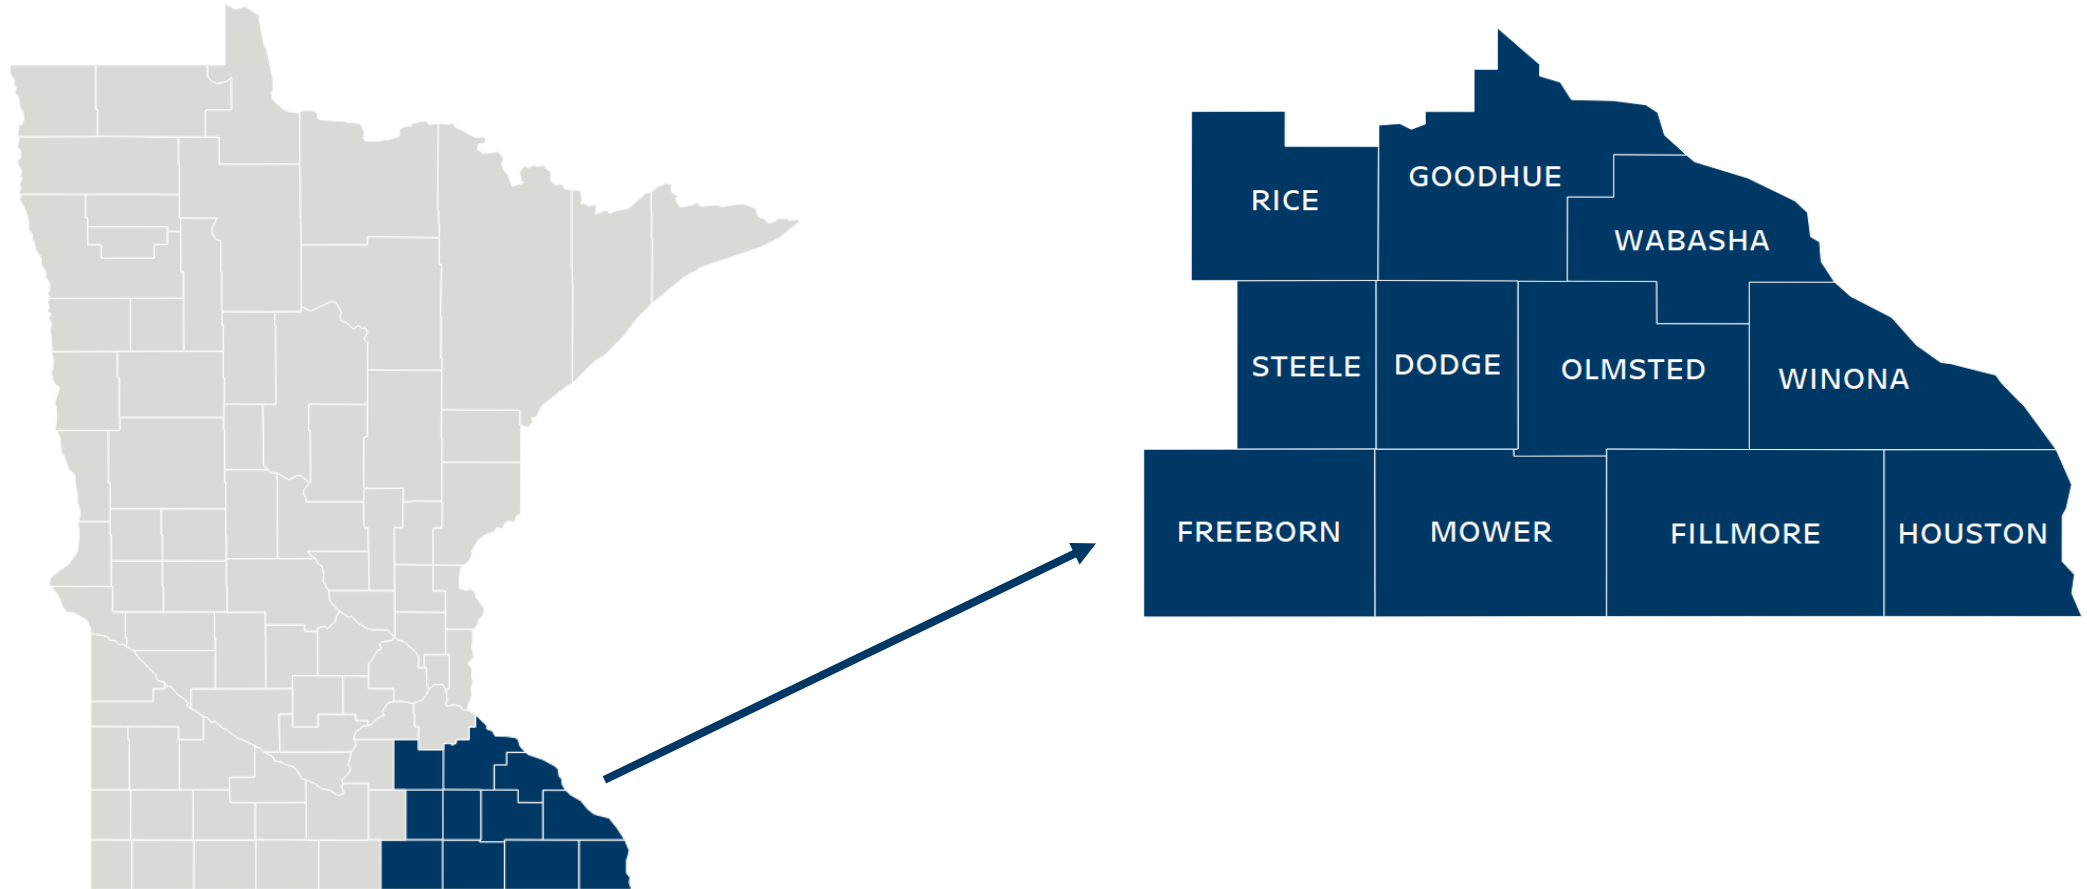 GOODHUE
RICE
WABASHA
STEELE
DODGE
OLMSTED
WINONA
FREEBORN
MOWER
FILLMORE
HOUSTON